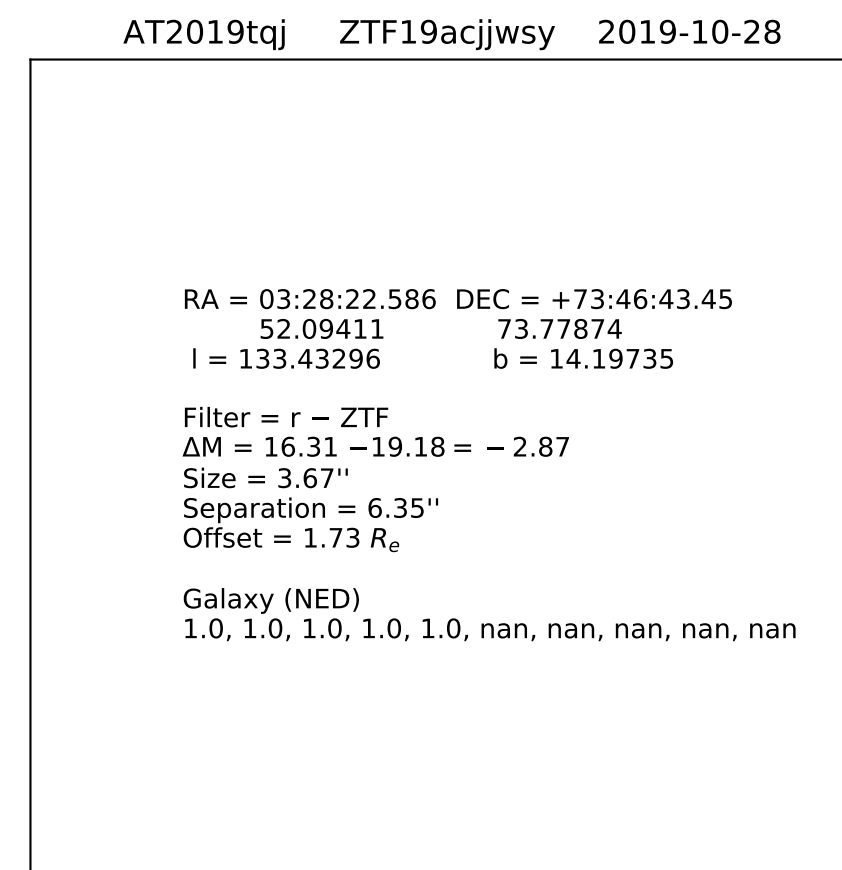 AT2019tqj ZTF19acjjwsy 2019-10-28
RA = 03:28:22.586 DEC = +73:46:43.45
52.09411 73.77874
l = 133.43296 b = 14.19735
Filter = r − ZTF
ΔM = 16.31 −19.18 = − 2.87
Size = 3.67''
Separation = 6.35''
Offset = 1.73 Re
Galaxy (NED)
1.0, 1.0, 1.0, 1.0, 1.0, nan, nan, nan, nan, nan